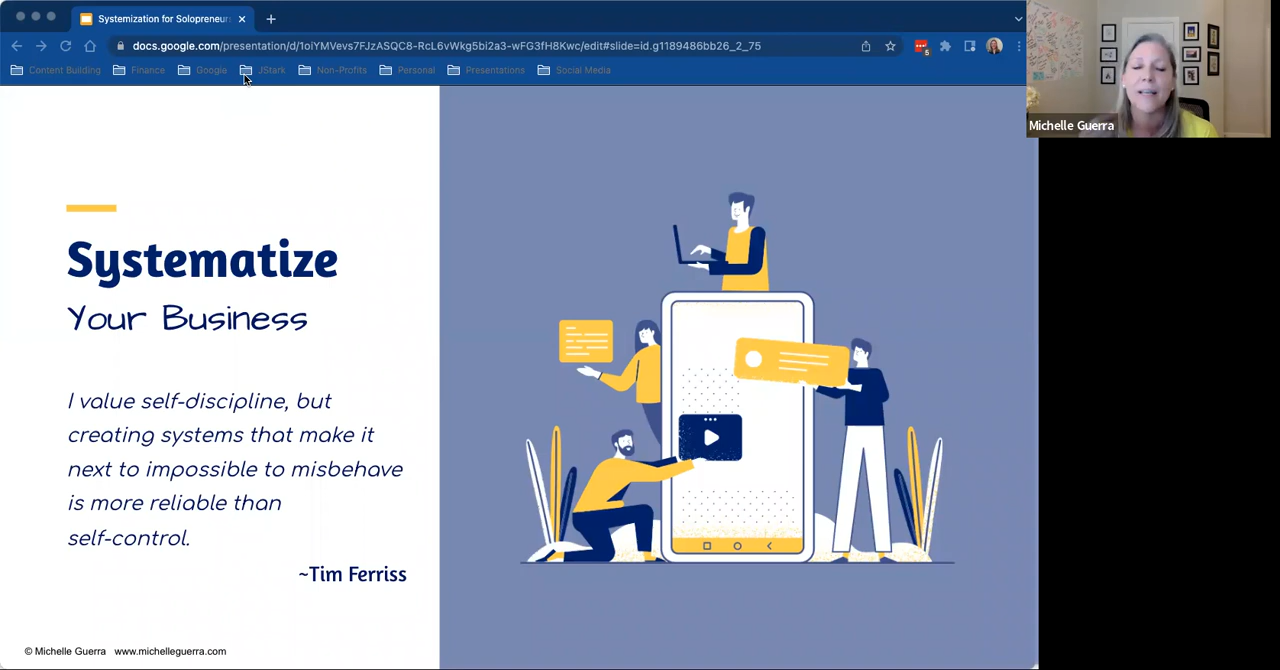 Systemization for Solopreneurs
docs.google.com/presentation/d/1oiYMVevs7FJzASQC8-RcL6vWkg5bi2a3-wFG3fH8Kwc/edit#slide=id.g1189486bb26_2_75
5
Content Building Finance Google JStark Non-Profits Personal Presentations Social Media
Michelle Guerra
Systematize
Your Business
I value self-discipline, but
creating systems that make it
next to impossible to misbehave
is more reliable than
self-control.
~Tim Ferriss
© Michelle Guerra www.michelleguerra.com